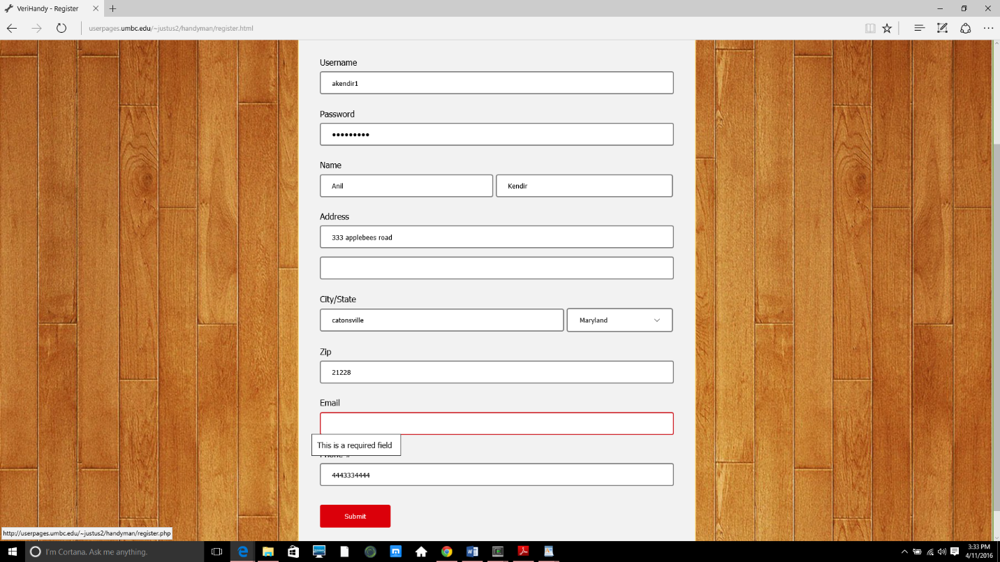 VeriHandy - Register
userpages.umbc.edu/~justus2/handyman/register.html
Username
akendir1
Password
•••••••••
Name
Anil Kendir
Address
333 applebees road
City/State
catonsville Maryland
Zip
21228
Email
This is a required field
Phone #
4443334444
Submit
http://userpages.umbc.edu/~justus2/handyman/register.php
I'm Cortana. Ask me anything.
3:33 PM
4/11/2016